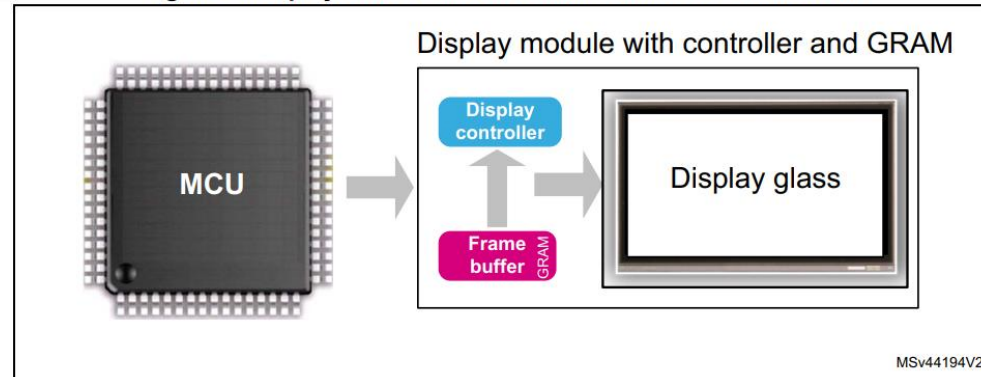 Display module with controller and GRAM
Display
controller
MCU
Display glass
Frame
buffer
GRAM
MSv44194V2